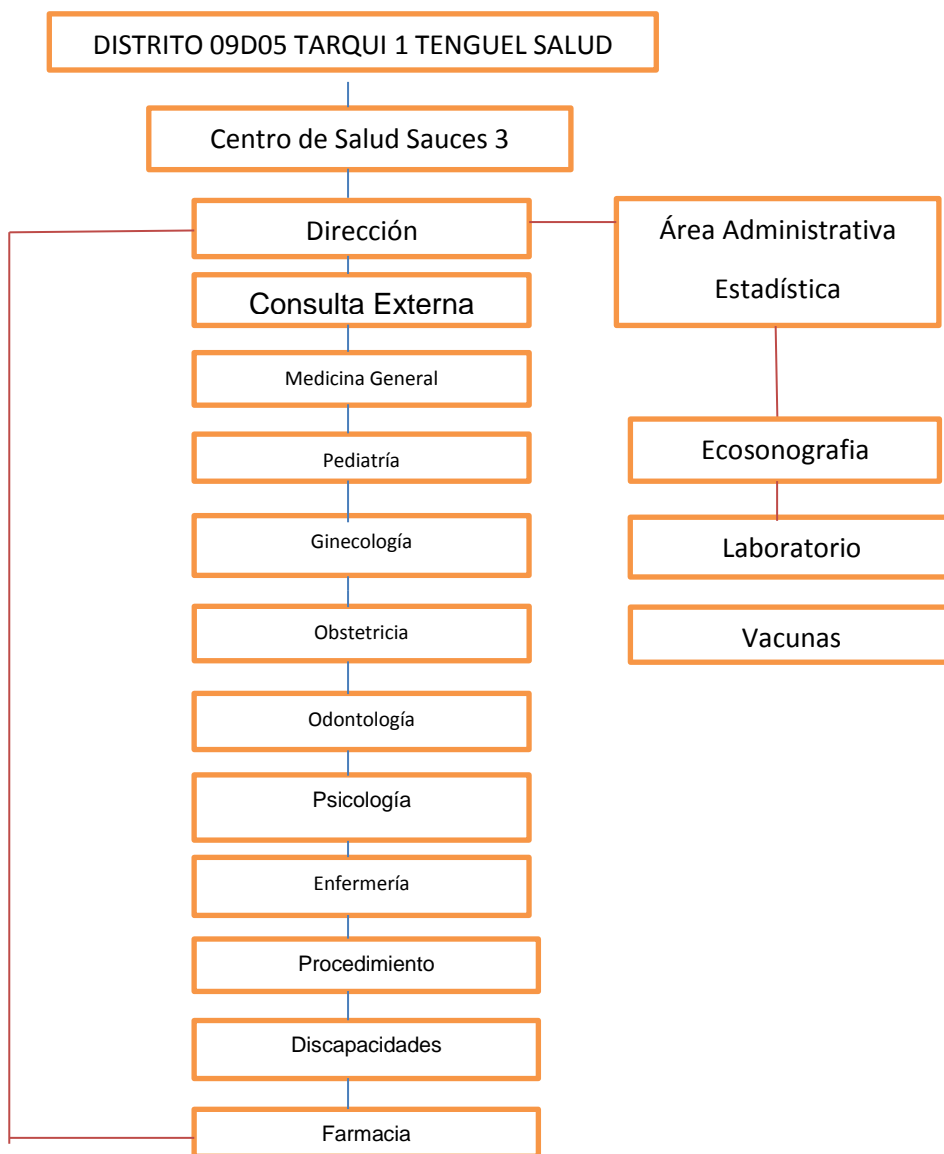 DISTRITO 09D05 TARQUI 1 TENGUEL SALUD
Centro de Salud Sauces 3
Dirección
Área Administrativa
Estadística
Consulta Externa
Medicina General
Pediatría
Ginecología
Obstetricia
Odontología
Psicología
Enfermería
Procedimiento
Discapacidades
Farmacia
Ecosonografia
Laboratorio
Vacunas